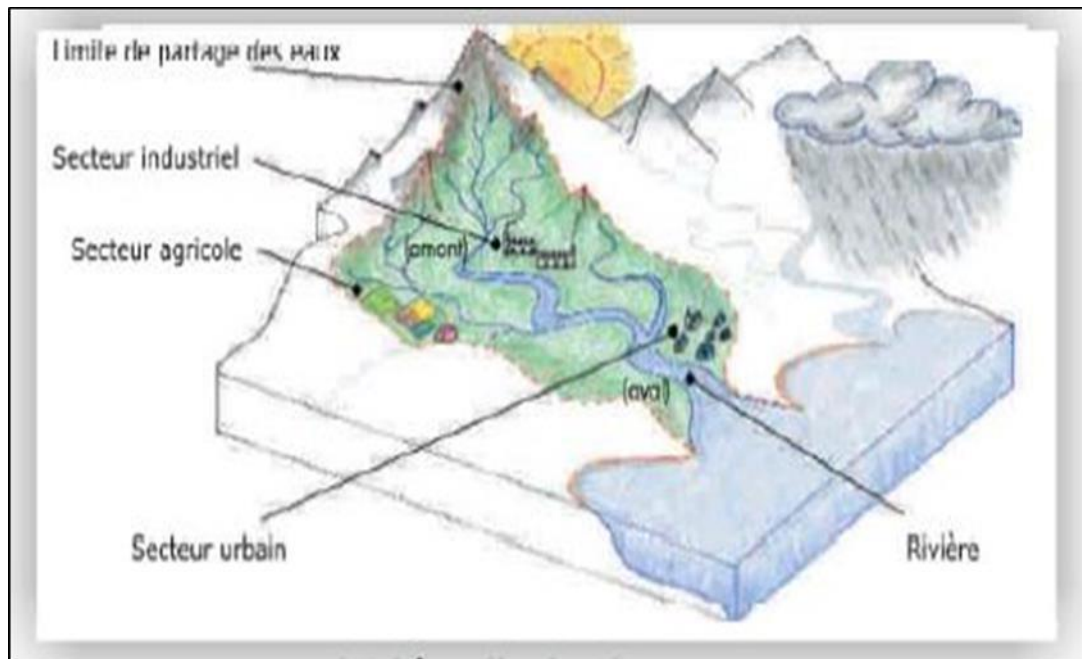 Limite de partage des eaux
Secteur industriel
Secteur agricole
(amont)
(aval)
Secteur urbain
Rivière